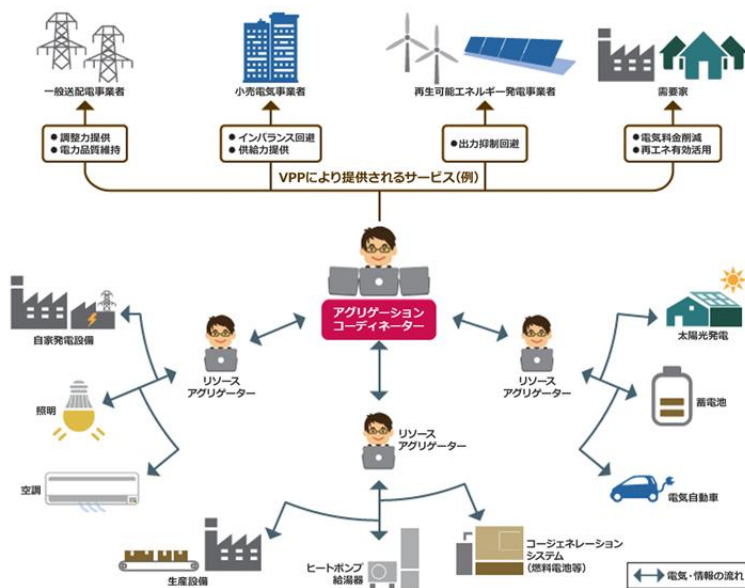 一般送配電事業者
小売電気事業者
再生可能エネルギー発電事業者
需要家
●調整力提供
●電力品質維持
●インバランス回避
●供給力提供
●出力抑制回避
●電気料金削減
●再エネ有効活用
VPPにより提供されるサービス(例)
アグリゲーション
コーディネーター
自家発電設備
リソース
アグリゲーター
リソース
アグリゲーター
太陽光発電
照明
蓄電池
リソース
アグリゲーター
空調
電気自動車
生産設備
ヒートポンプ
給湯器
コージェネレーション
システム
(燃料電池等)
電気・情報の流れ